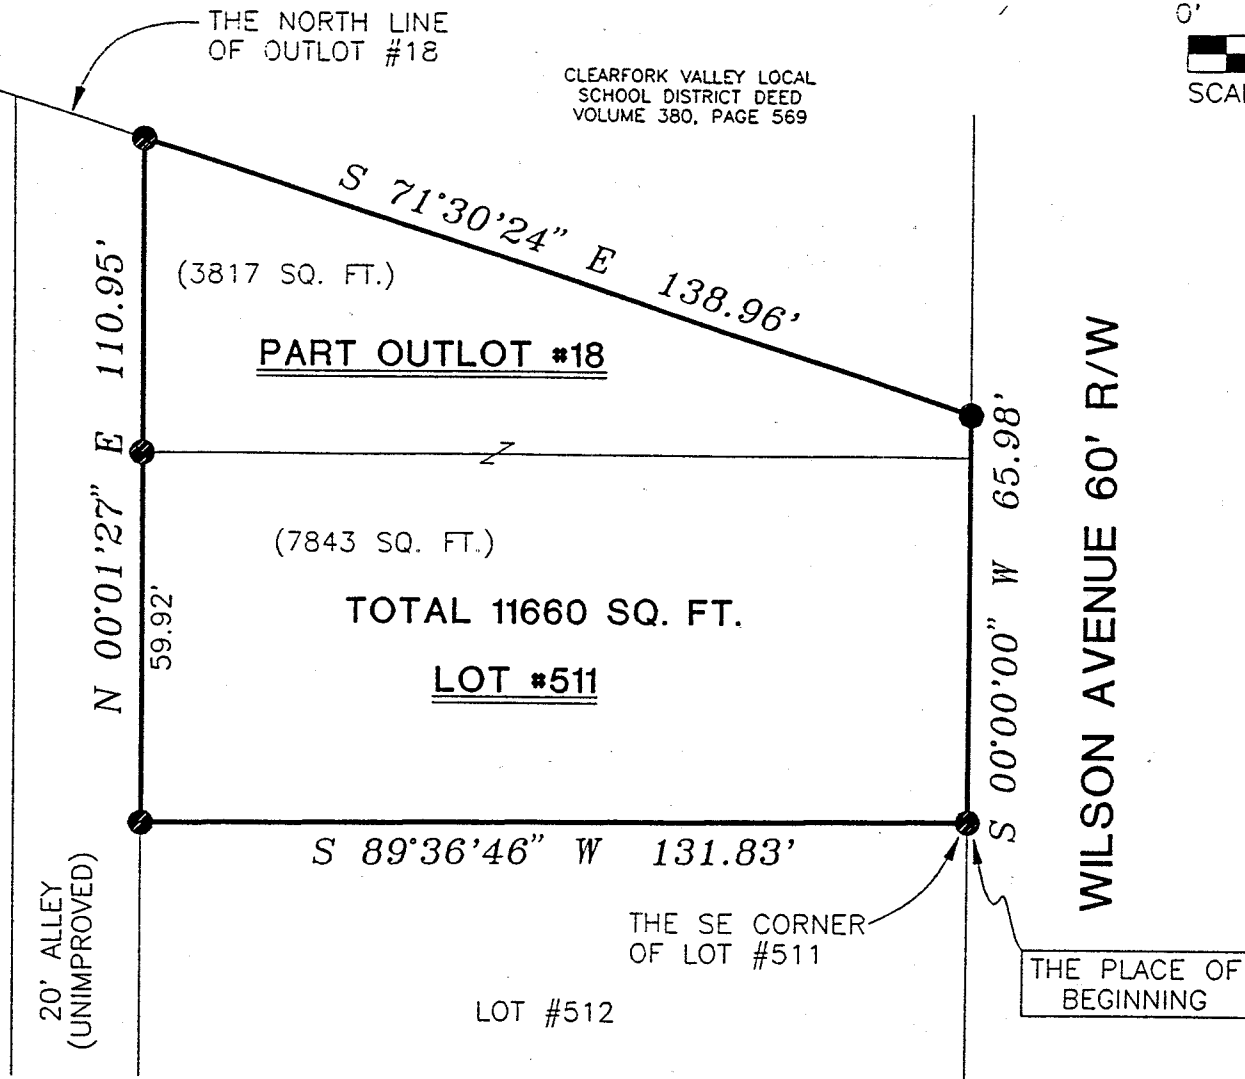 THE NORTH LINE
OF OUTLOT #18
CLEARFORK VALLEY LOCAL
SCHOOL DISTRICT DEED
VOLUME 380, PAGE 569
0'
S 71°30'24" E 138.96'
(3817 SQ. FT.)
PART OUTLOT #18
N 00°01'27" E 110.95'
59.92'
Z
(7843 SQ. FT.)
TOTAL 11660 SQ. FT.
LOT #511
S 00°00'00" W 65.98'
WILSON AVENUE 60' R/W
S 89°36'46" W 131.83'
20' ALLEY
(UNIMPROVED)
THE SE CORNER
OF LOT #511
THE PLACE OF
BEGINNING
LOT #512